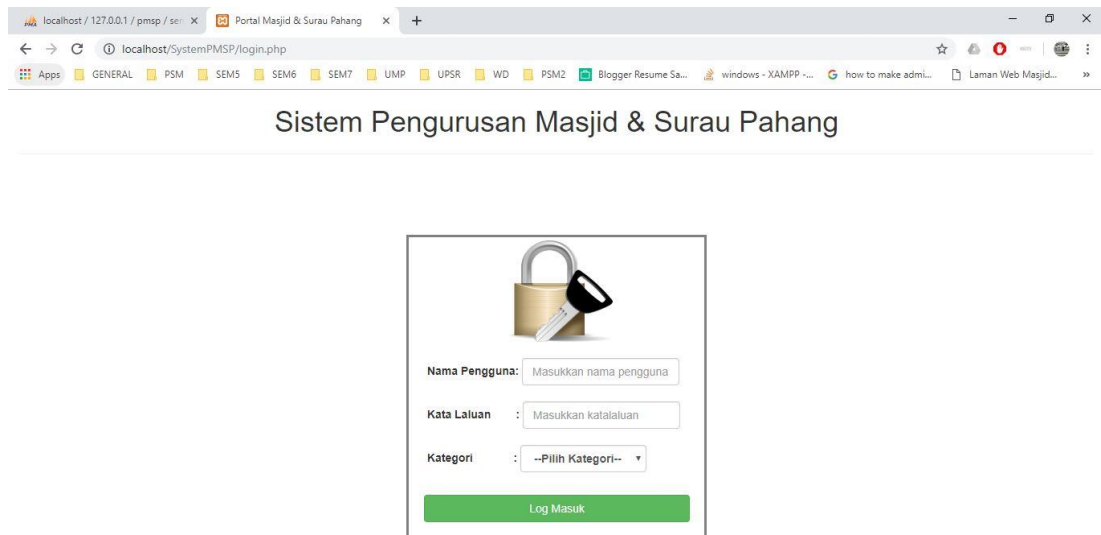 localhost / 127.0.0.1 / pmsp / ser
Portal Masjid & Surau Pahang
localhost/SystemPMSP/login.php
Apps GENERAL PSM SEM5 SEM6 SEM7 UMP UPSR WD PSM2 Blogger Resume Sa... windows - XAMPP -... how to make admi... Laman Web Masjid... »
Sistem Pengurusan Masjid & Surau Pahang
Nama Pengguna: Masukkan nama pengguna
Kata Laluan : Masukkan katalaluan
Kategori : --Pilih Kategori--
Log Masuk